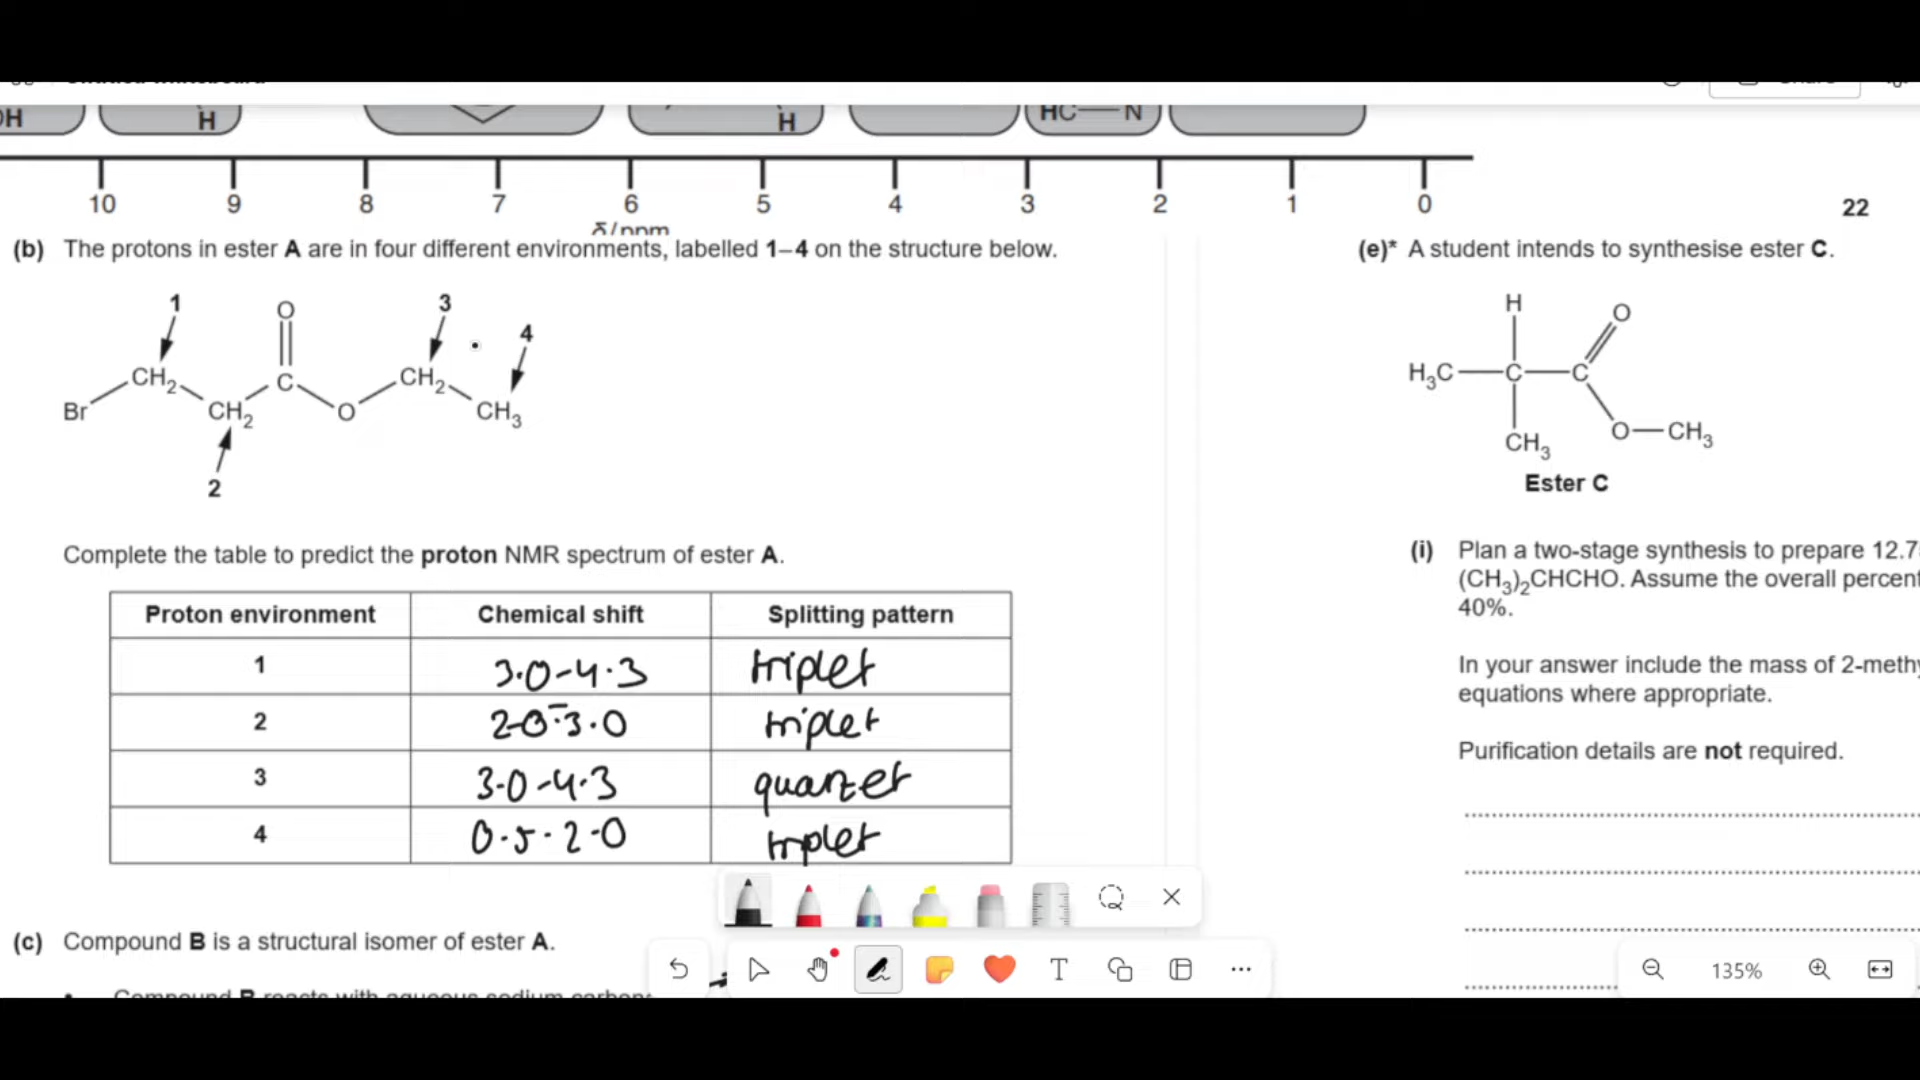 H
H
HC N
10 9 8 7 6 5 4 3 2 1 0
22
(b) The protons in ester A are in four different environments, labelled 1–4 on the structure below.
1
O
3
4
CH2
C
CH2
Br
CH2
O
CH3
2
Complete the table to predict the proton NMR spectrum of ester A.
Proton environment Chemical shift Splitting pattern
1 3.0-4.3 triplet
2 2-0-3.0 triplet
3 3-0-4.3 quartet
4 0.5-2-0 triplet
(c) Compound B is a structural isomer of ester A.
Compound B reacts with aqueous sodium
(e)* A student intends to synthesise ester C.
H
O
H3C C C
CH3
O CH3
Ester C
(i) Plan a two-stage synthesis to prepare 12.7
(CH3)2CHCHO. Assume the overall percent
40%.
In your answer include the mass of 2-methy
equations where appropriate.
Purification details are not required.
T
135%